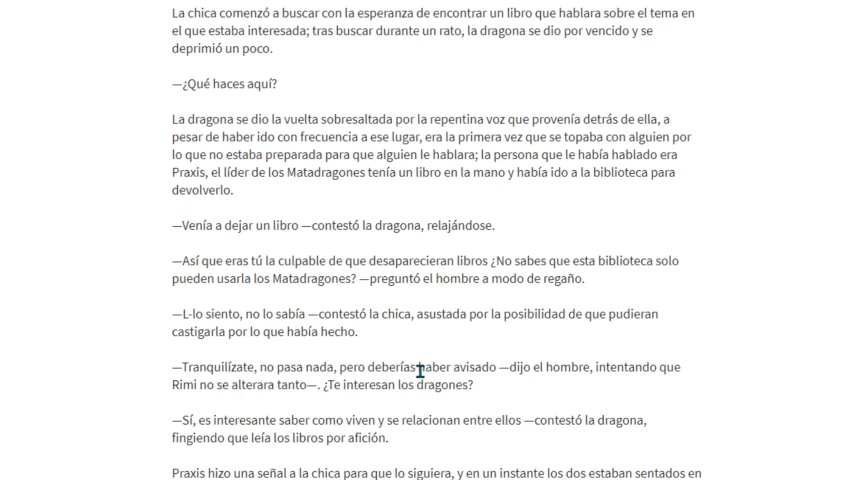 La chica comenzó a buscar con la esperanza de encontrar un libro que hablara sobre el tema en
el que estaba interesada; tras buscar durante un rato, la dragona se dio por vencido y se
deprimió un poco.
—¿Qué haces aquí?
La dragona se dio la vuelta sobresaltada por la repentina voz que provenía detrás de ella, a
pesar de haber ido con frecuencia a ese lugar, era la primera vez que se topaba con alguien por
lo que no estaba preparada para que alguien le hablara; la persona que le había hablado era
Praxis, el líder de los Matadragones tenía un libro en la mano y había ido a la biblioteca para
devolverlo.
—Venía a dejar un libro —contestó la dragona, relajándose.
—Así que eras tú la culpable de que desaparecieran libros ¿No sabes que esta biblioteca solo
pueden usarla los Matadragones? —preguntó el hombre a modo de regaño.
—L-lo siento, no lo sabía —contestó la chica, asustada por la posibilidad de que pudieran
castigarla por lo que había hecho.
—Tranquilízate, no pasa nada, pero deberías haber avisado —dijo el hombre, intentando que
Rimi no se alterara tanto—. ¿Te interesan los dragones?
—Sí, es interesante saber como viven y se relacionan entre ellos —contestó la dragona,
fingiendo que leía los libros por afición.
Praxis hizo una señal a la chica para que lo siguiera, y en un instante los dos estaban sentados en